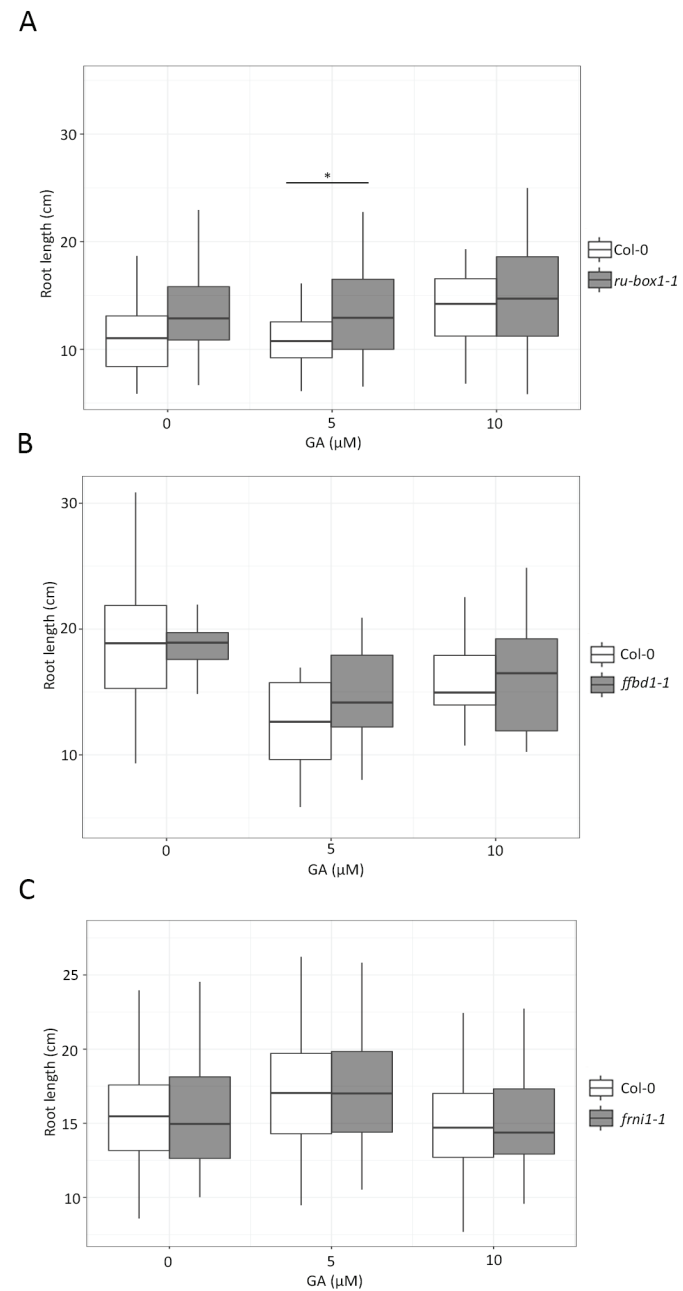 A
Root length (cm)
30
20
10
*
0
5
10
GA (µM)
Col-0
ru-box1-1
B
Root length (cm)
30
20
10
0
5
10
GA (µM)
Col-0
ffbd1-1
C
Root length (cm)
25
20
15
10
0
5
10
GA (µM)
Col-0
frni1-1